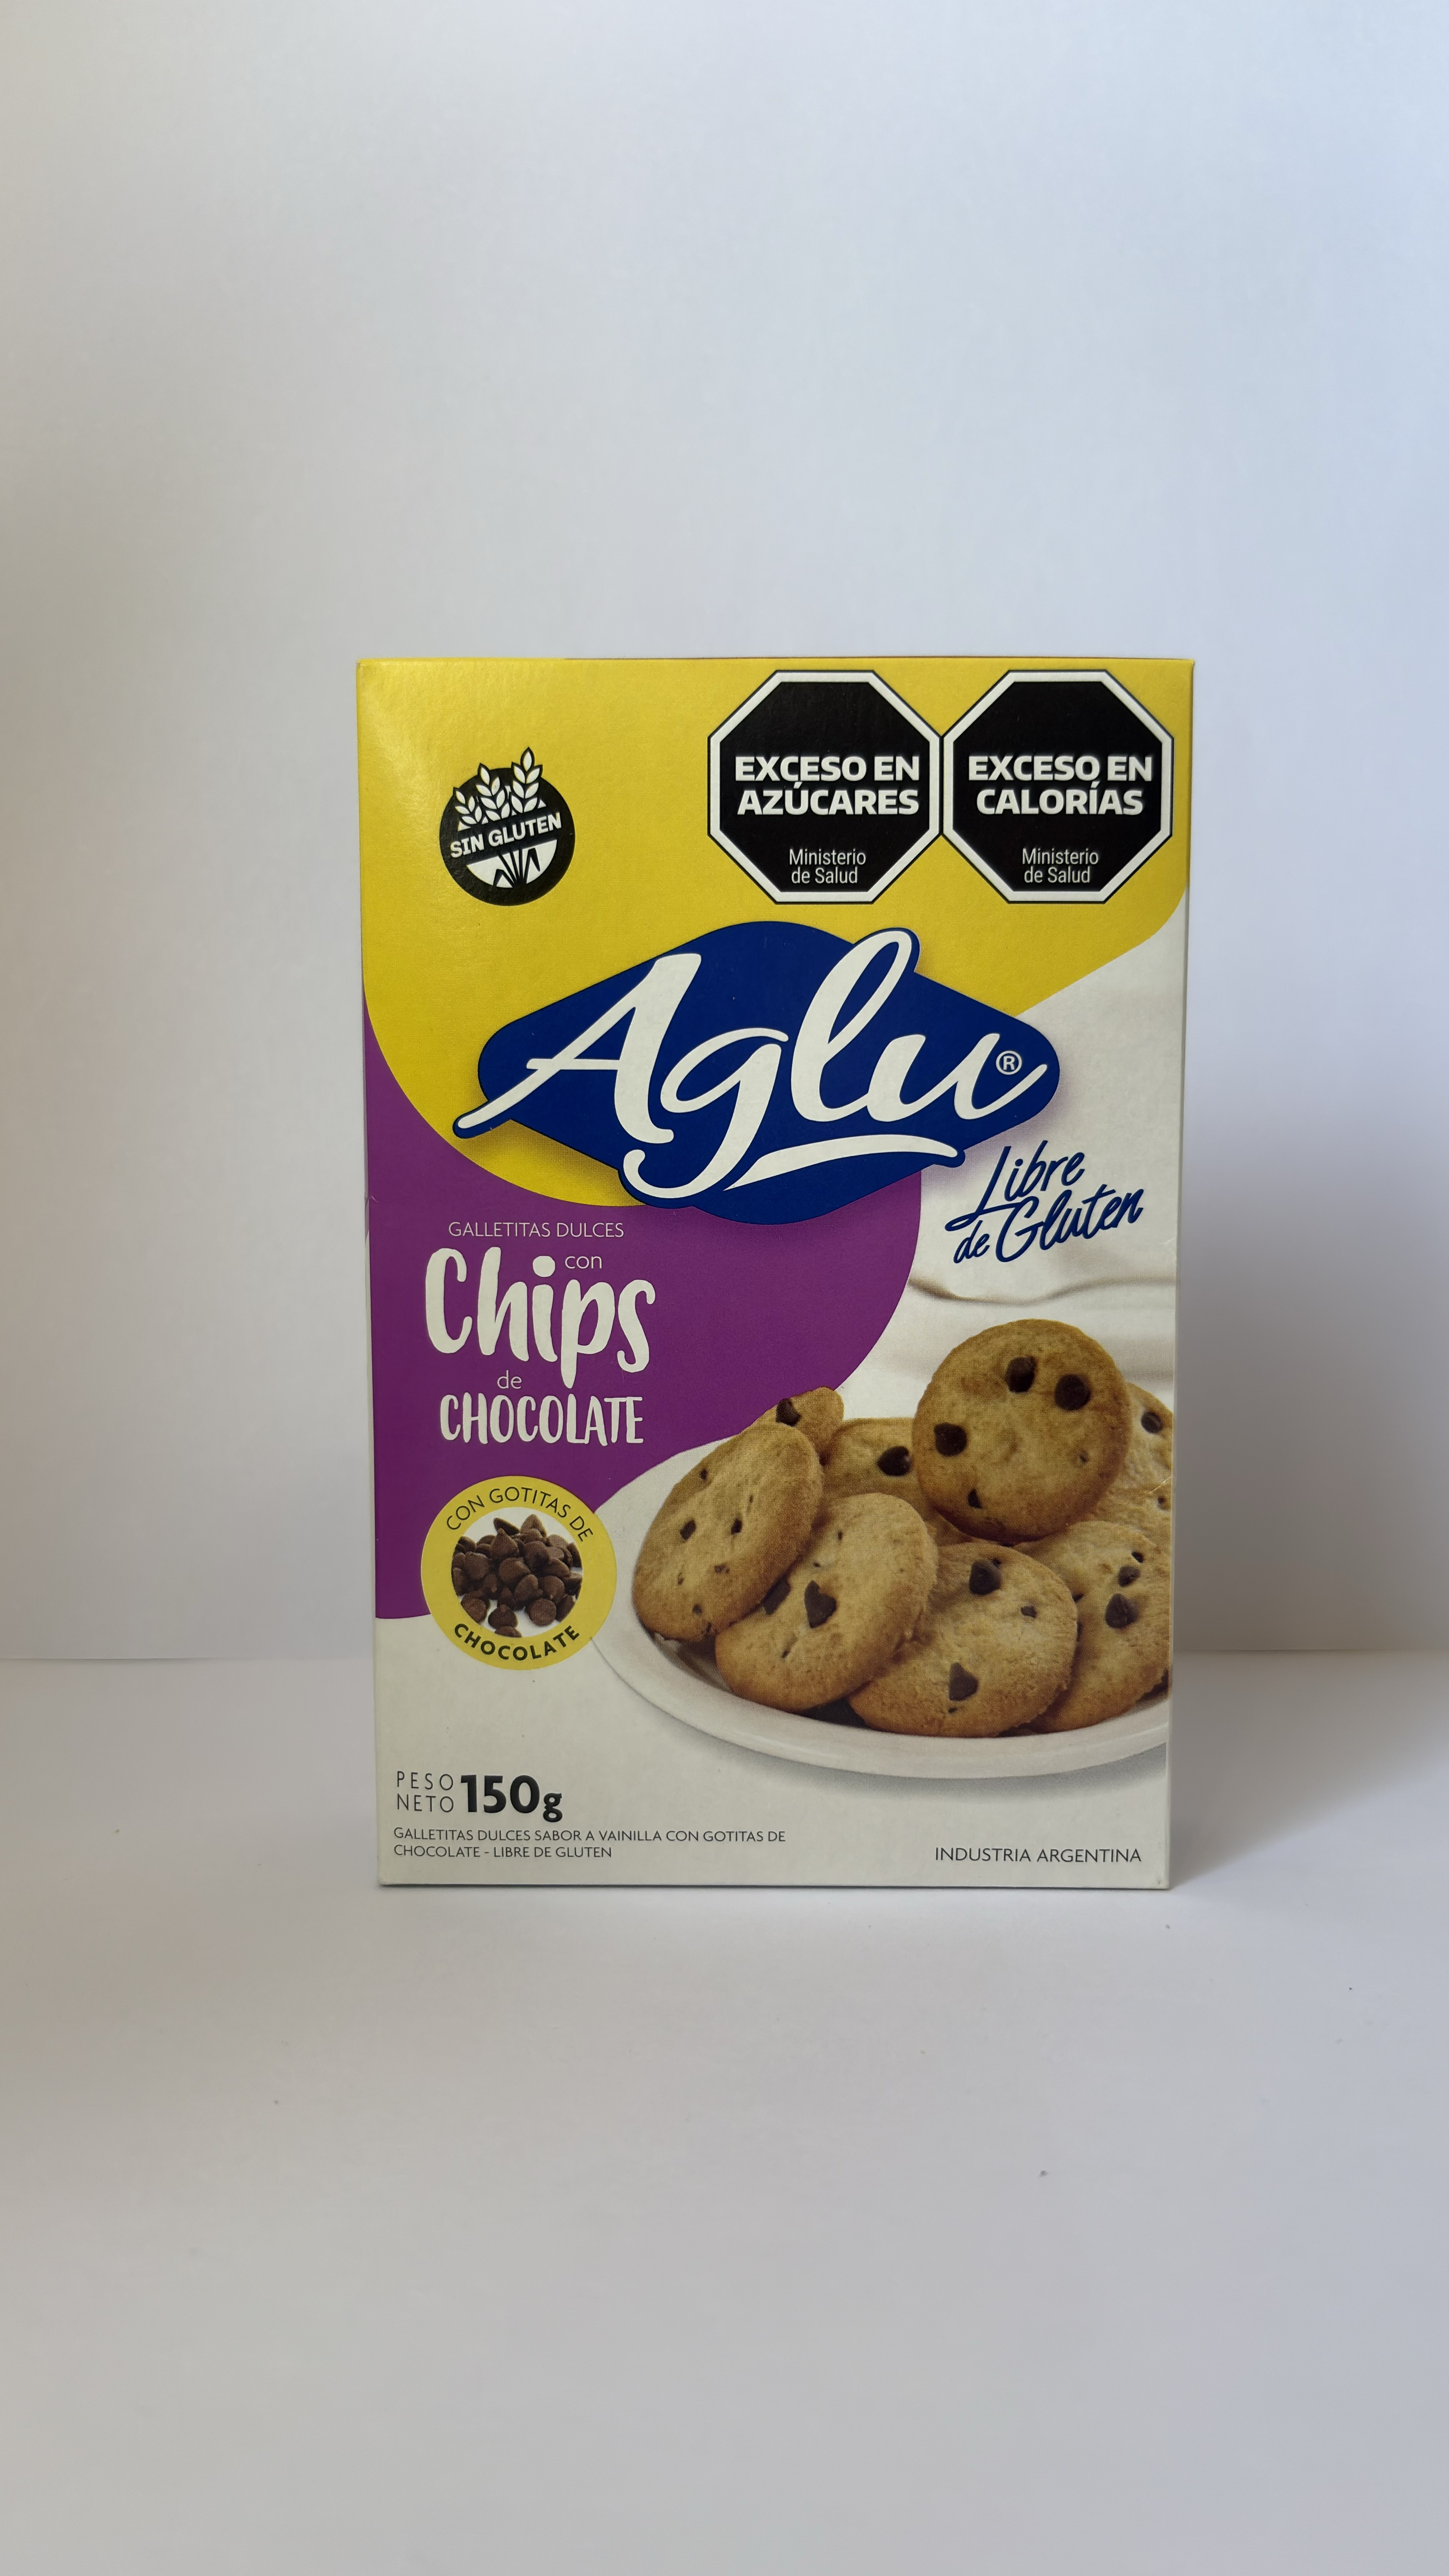 EXCESO EN
AZÚCARES
Ministerio
de Salud
EXCESO EN
CALORÍAS
Ministerio
de Salud
SIN GLUTEN
Aglu®
Libre
de Gluten
GALLETITAS DULCES
con
Chips
de
CHOCOLATE
CON GOTITAS DE
CHOCOLATE
PESO
NETO 150g
GALLETITAS DULCES SABOR A VAINILLA CON GOTITAS DE
CHOCOLATE - LIBRE DE GLUTEN
INDUSTRIA ARGENTINA